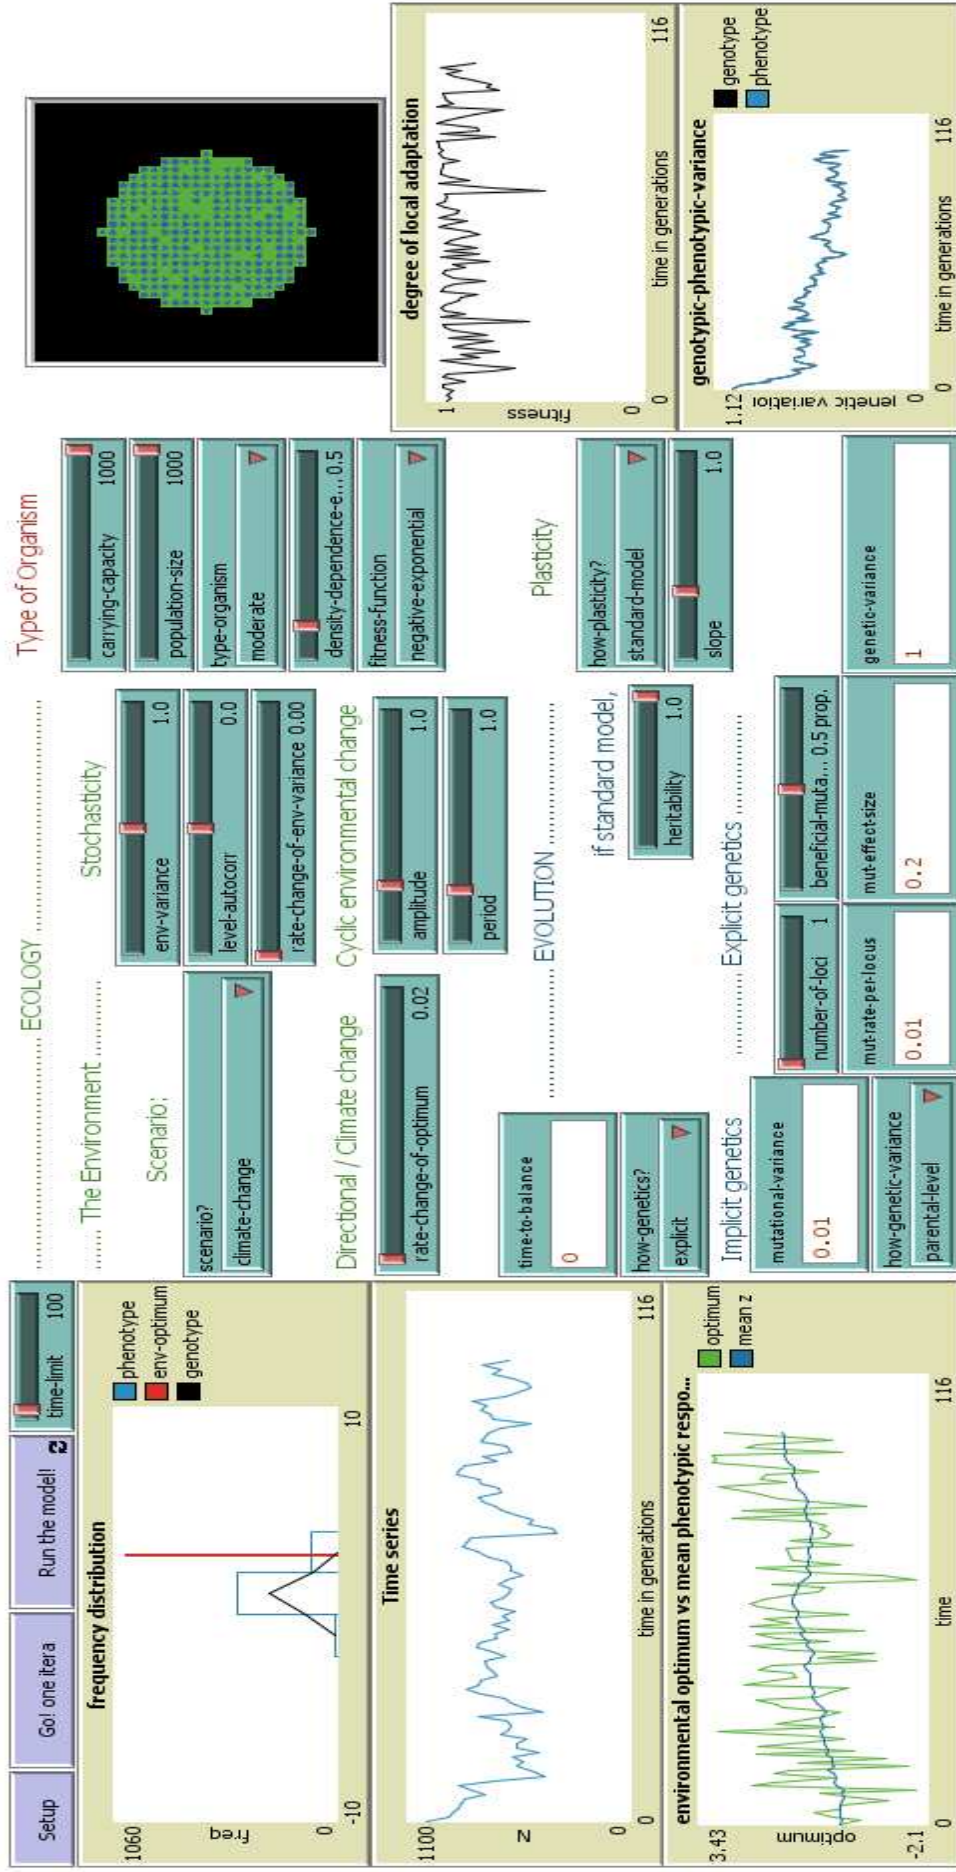 Setup
Go! one itera
Run the model!
time-limit 100
frequency distribution
1060
freq
0
-10
10
phenotype
env-optimum
genotype
Time series
1100
N
0
0
time in generations
116
environmental optimum vs mean phenotypic respo...
3.43
optimum
-2.1
0
time
116
optimum
mean z
.......................... ECOLOGY ..........................
...... The Environment ..................
Scenario:
scenario?
climate-change
Stochasticity
env-variance 1.0
level-autocorr 0.0
rate-change-of-env-variance 0.00
Directional / Climate change
rate-change-of-optimum 0.02
Cyclic environmental change
amplitude 1.0
period 1.0
Type of Organism
carrying-capacity 1000
population-size 1000
type-organism
moderate
density-dependence-e... 0.5
fitness-function
negative-exponential
.......................... EVOLUTION ..........................
time-to-balance
0
how-genetics?
explicit
if standard model,
heritability 1.0
Plasticity
how-plasticity?
standard-model
slope 1.0
Implicit genetics
mutational-variance
0.01
how-genetic-variance
parental-level
......... Explicit genetics .................
number-of-loci 1
beneficial-muta... 0.5 prop.
mut-rate-per-locus
0.01
mut-effect-size
0.2
genetic-variance
1
degree of local adaptation
1
fitness
0
0
time in generations
116
genotypic-phenotypic-variance
1.12
genetic variation
0
0
time in generations
116
genotype
phenotype